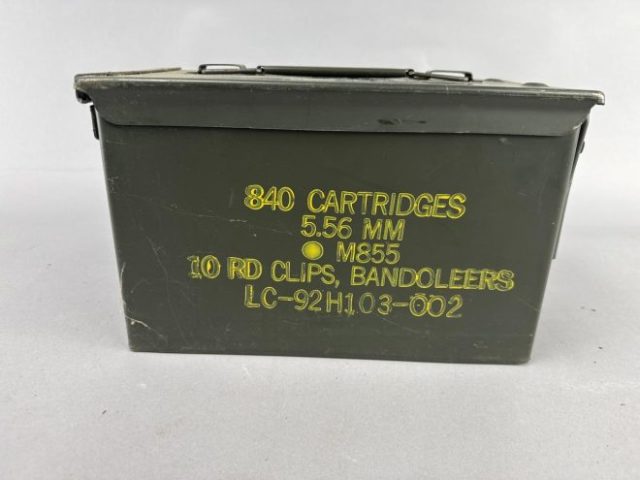 840 CARTRIDGES
5.56 MM
M855
10 RD CLIPS, BANDOLEERS
LC-92H103-002